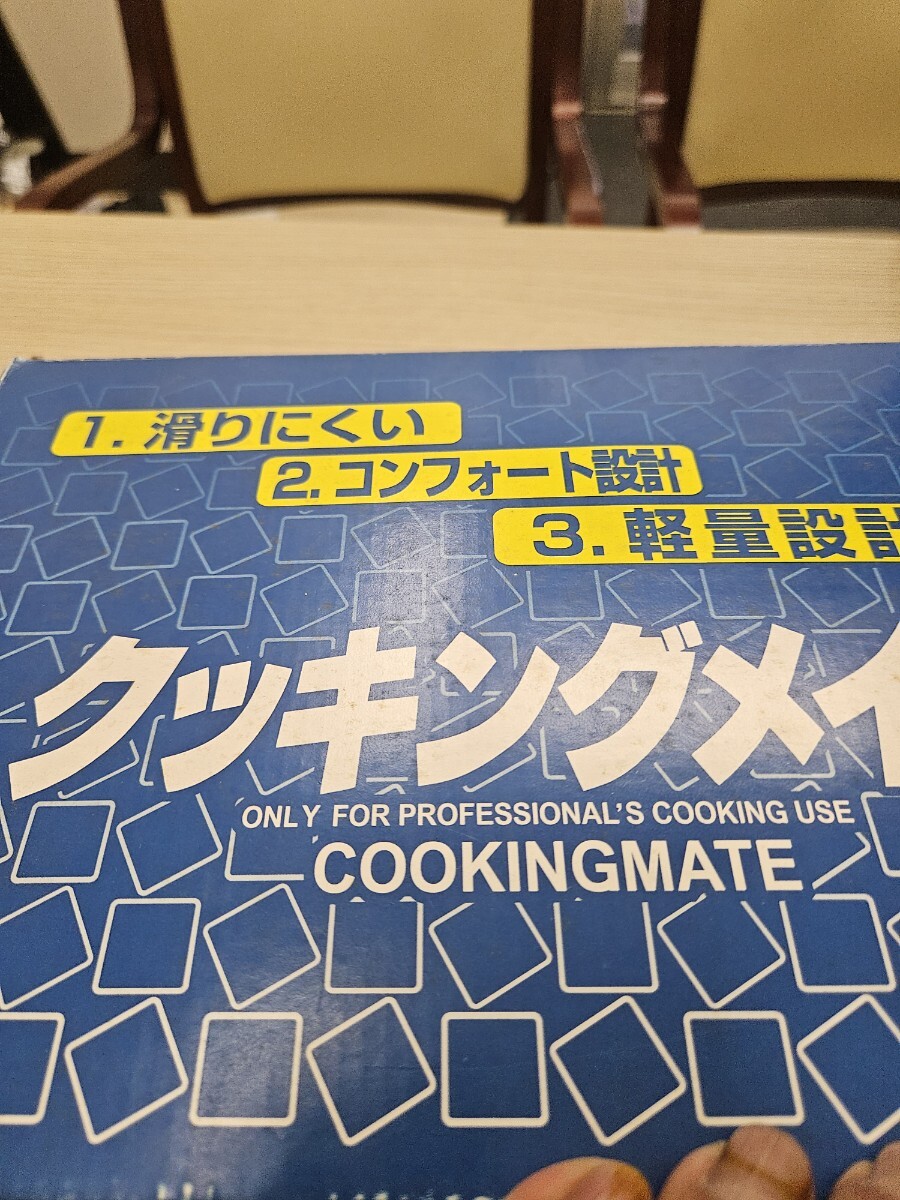 1. 滑りにくい
2. コンフォート設計
3. 軽量設計
クッキングメイ
ONLY FOR PROFESSIONAL'S COOKING USE
COOKINGMATE